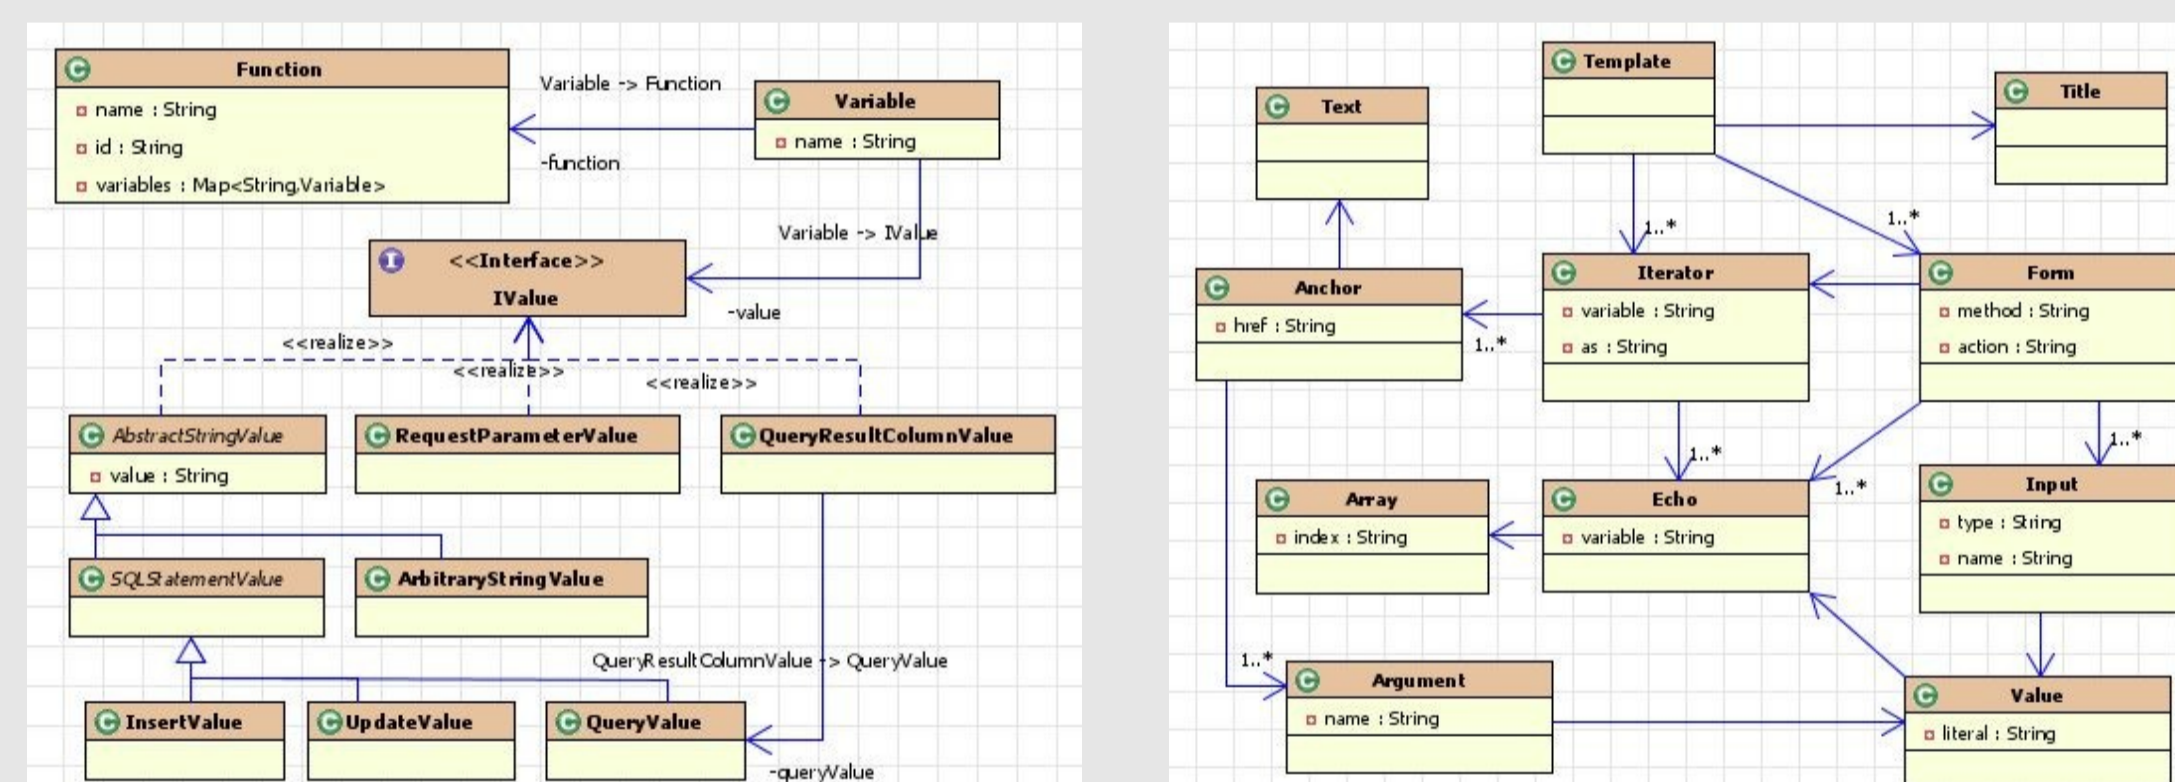 Function
name : String
id : String
variables : Map<String,Variable>
Variable -> Function
-function
Variable
name : String
Variable -> IValue
-value
<<Interface>>
IValue
<<realize>>
<<realize>>
<<realize>>
AbstractStringValue
value : String
RequestParameterValue
QueryResultColumnValue
SQLStatementValue
ArbitraryStringValue
QueryResultColumnValue -> QueryValue
InsertValue
UpdateValue
QueryValue
-queryValue
Template
Text
Title
1..*
1..*
Anchor
href : String
1..*
Iterator
variable : String
as : String
Form
method : String
action : String
1..*
1..*
1..*
Array
index : String
Echo
variable : String
Input
type : String
name : String
1..*
Argument
name : String
Value
literal : String